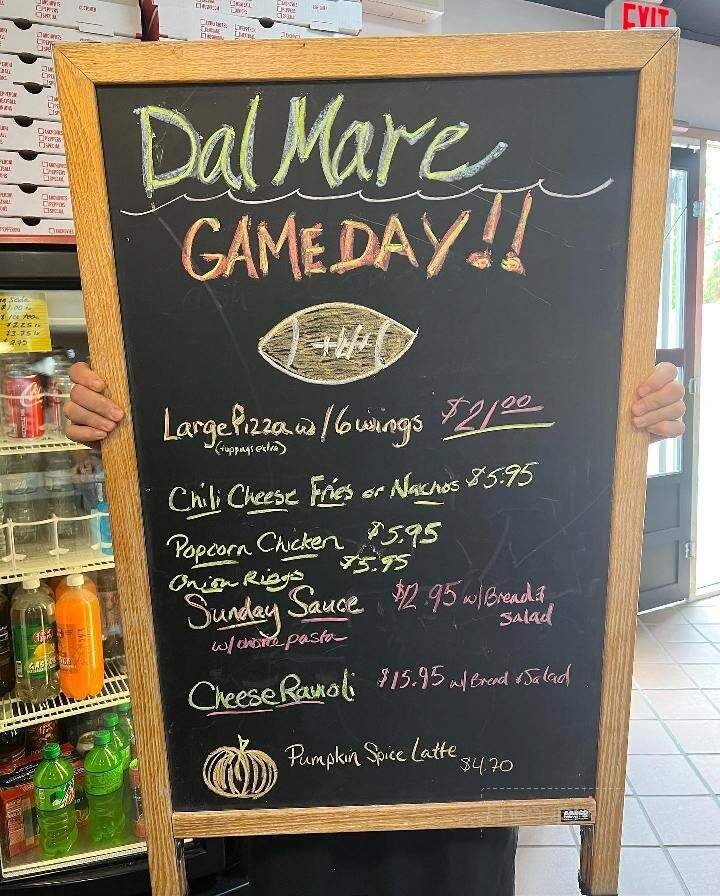 EXIT
Dal Mare
GAMEDAY!!
Large Pizza w/ 6 wings $21.00
(toppings extra)
Chili Cheese Fries or Nachos $5.95
Popcorn Chicken $5.95
Onion Rings $5.95
Sunday Sauce $12.95 w/ Bread &
Salad
w/ choice pasta
Cheese Ravioli $15.95 w/ Bread & Salad
Pumpkin Spice Latte $4.70